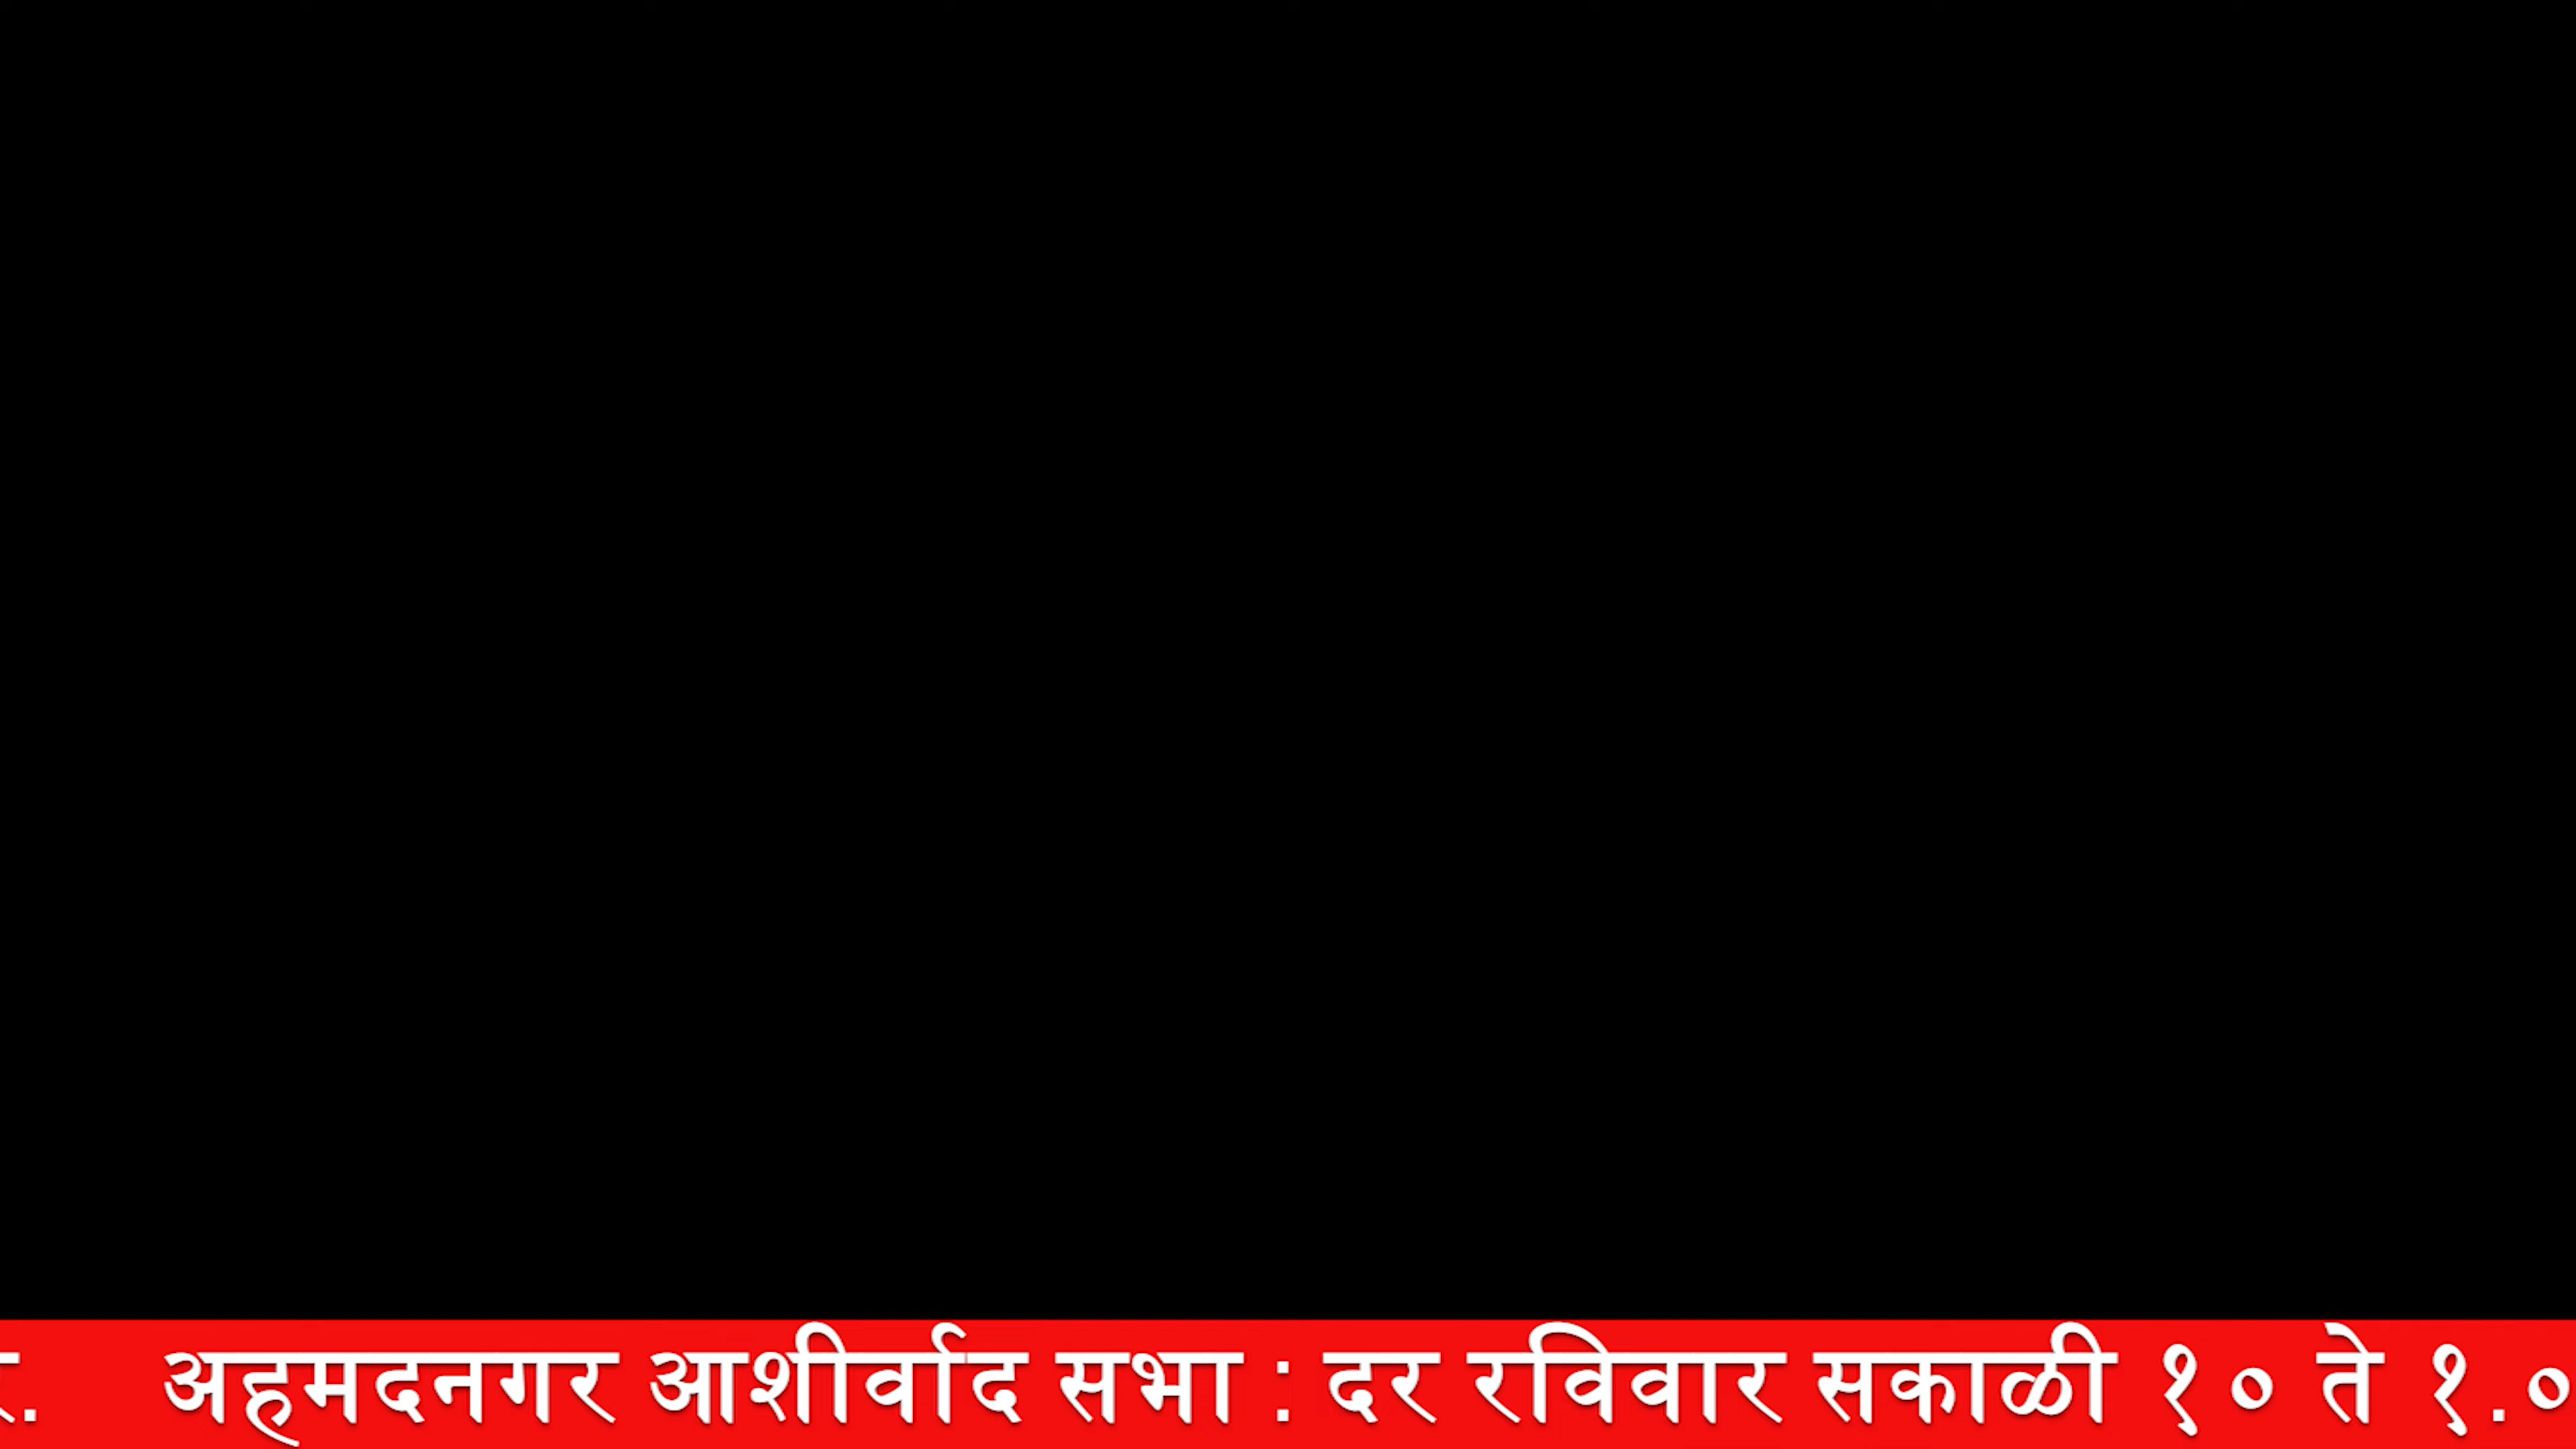 र. अहमदनगर आशीर्वाद सभा : दर रविवार सकाळी १० ते १.०